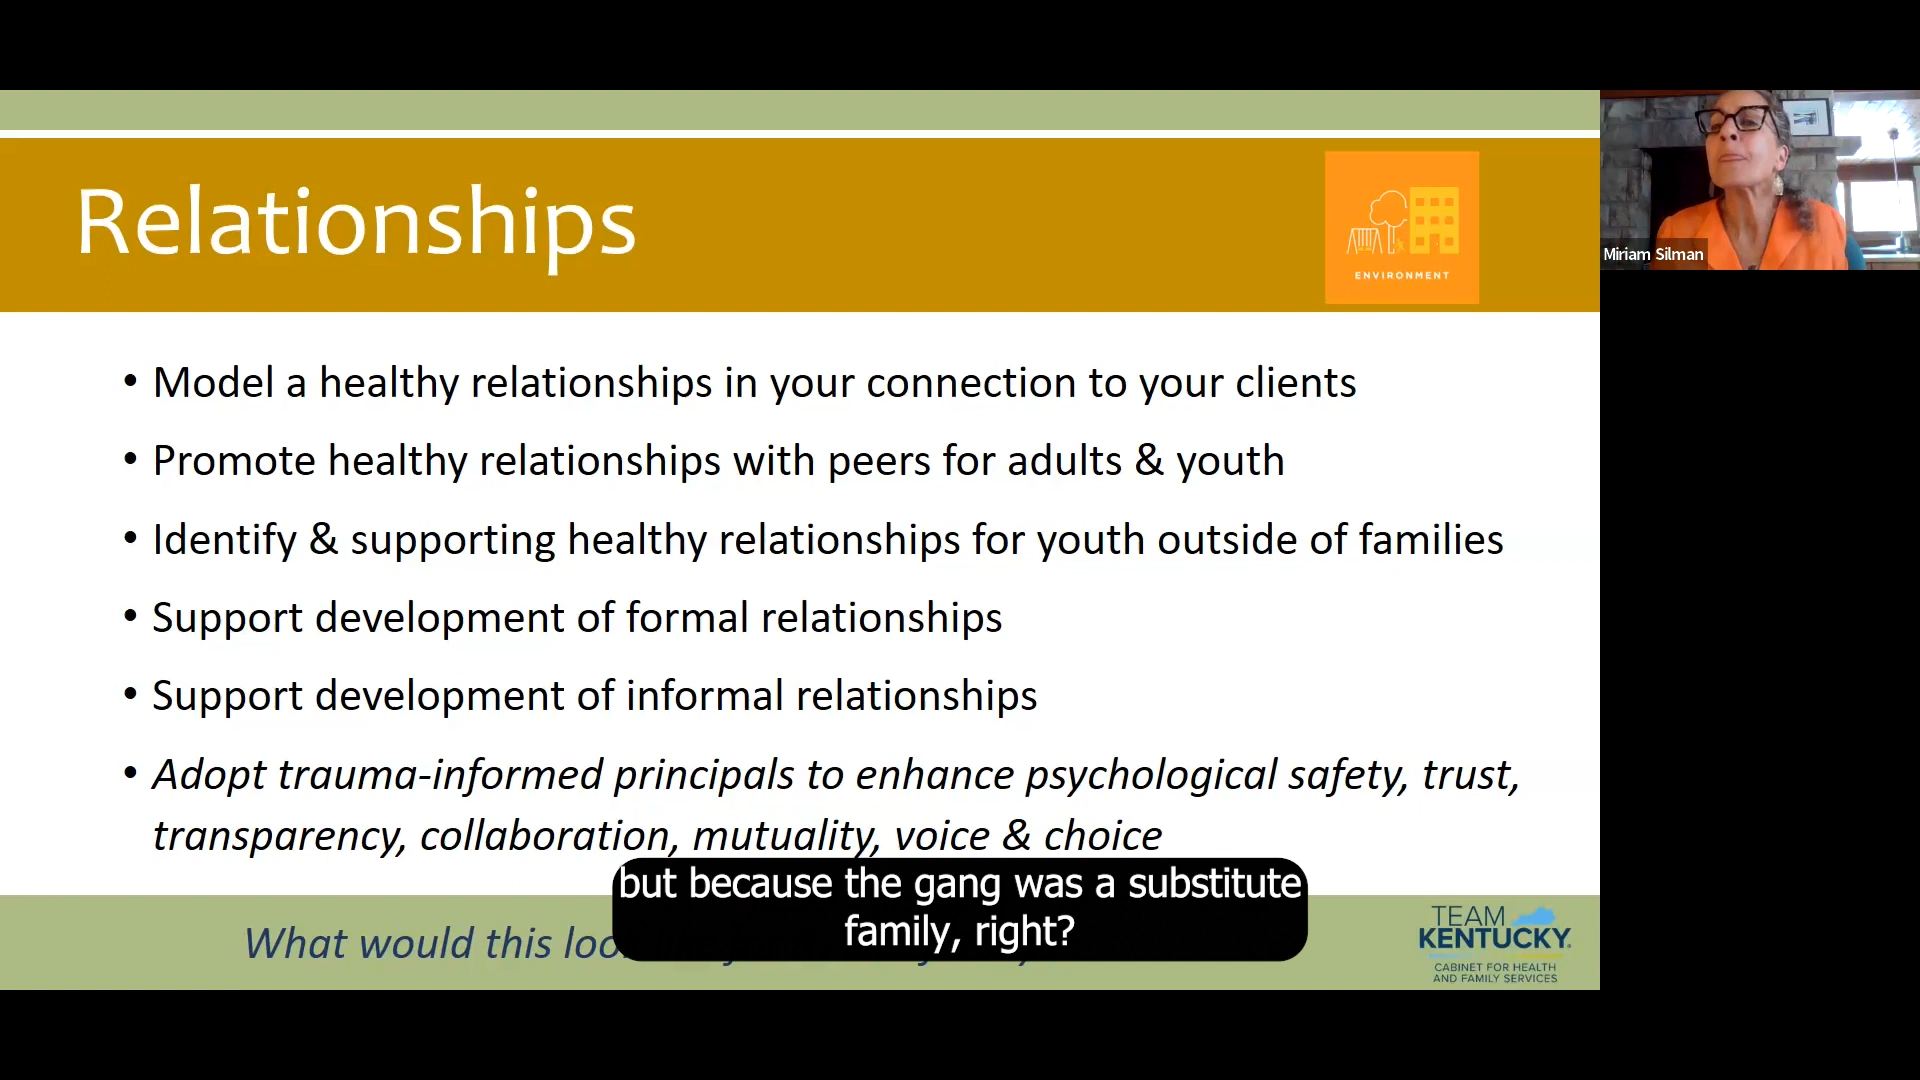 Relationships
ENVIRONMENT
Miriam Silman
• Model a healthy relationships in your connection to your clients
• Promote healthy relationships with peers for adults & youth
• Identify & supporting healthy relationships for youth outside of families
• Support development of formal relationships
• Support development of informal relationships
• Adopt trauma-informed principals to enhance psychological safety, trust,
transparency, collaboration, mutuality, voice & choice
but because the gang was a substitute
family, right?
What would this
TEAM
KENTUCKY
CABINET FOR HEALTH
AND FAMILY SERVICES